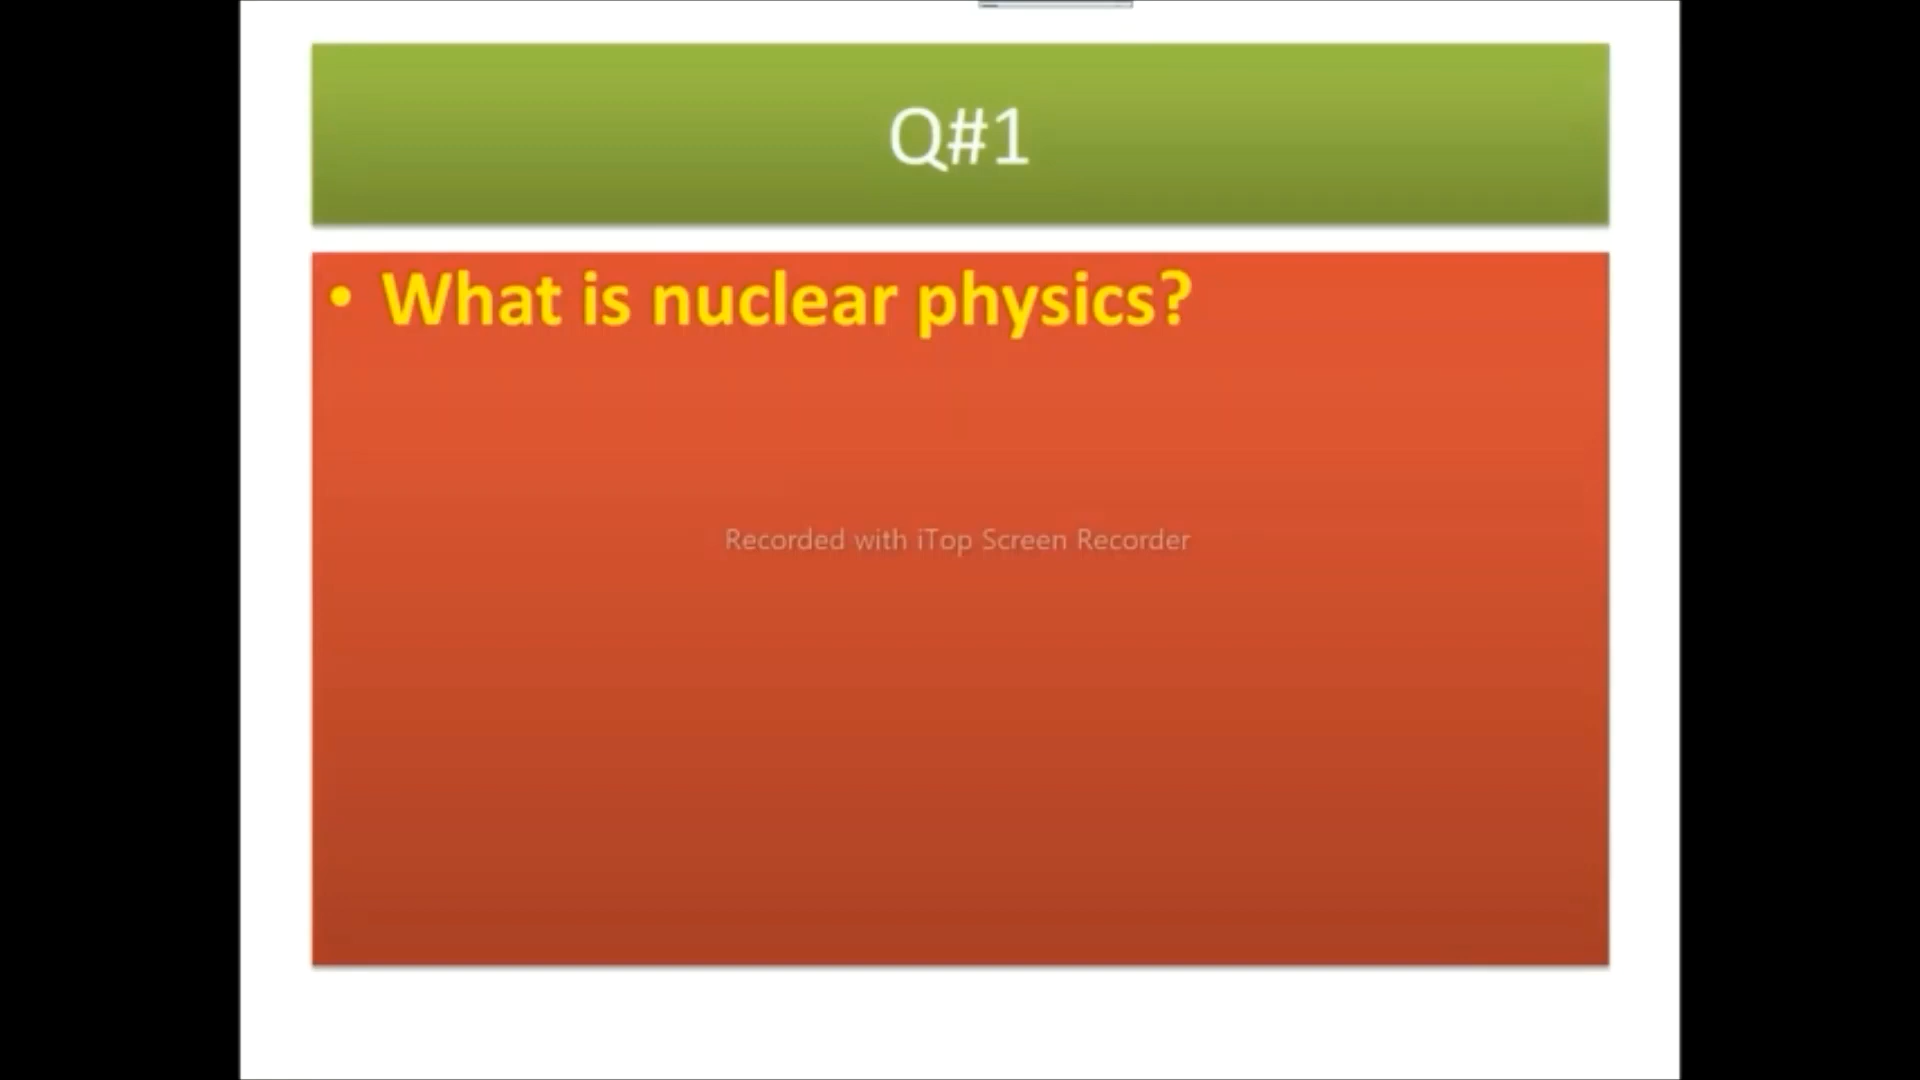 Q#1
• What is nuclear physics?
Recorded with iTop Screen Recorder